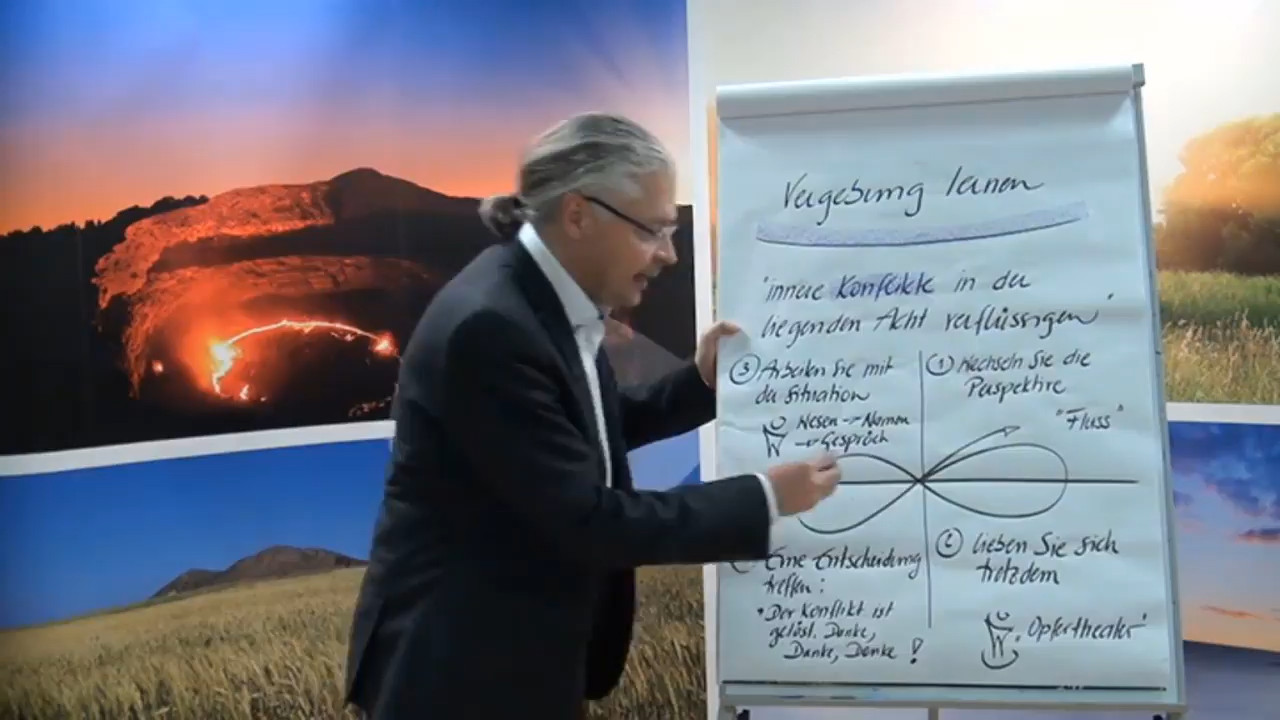 Vergebung lernen
"innere Konflikte in der
liegenden Acht verflüssigen"
③ Arbeiten Sie mit
der Situation
Wesen → Namen
→ Gespräch
① Wechseln Sie die
Perspektive
"Fluss"
Eine Entscheidung
treffen:
"Der Konflikt ist
gelöst. Danke,
Danke, Danke!
② Lieben Sie sich
trotzdem
"Opfertheater"